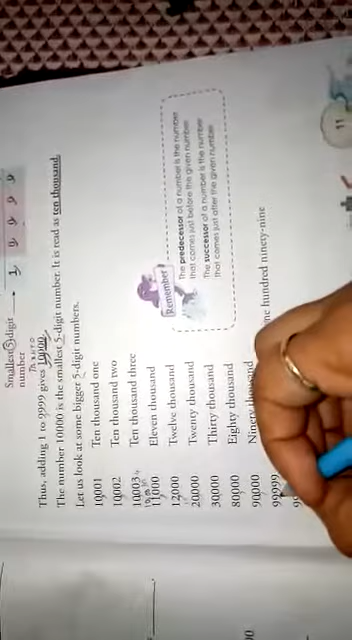 Smallest 5-digit
number
1 0 0 0 0
Thus, adding 1 to 9999 gives 10000.
The number 10000 is the smallest 5-digit number. It is read as ten thousand.
Let us look at some bigger 5-digit numbers.
10001 Ten thousand one
10002 Ten thousand two
10003 Ten thousand three
11000 Eleven thousand
12000 Twelve thousand
20000 Twenty thousand
30000 Thirty thousand
80000 Eighty thousand
90000 Ninety thousand
99999
ne hundred ninety-nine
Remember
The predecessor of a number is the number
that comes just before the given number.
The successor of a number is the number
that comes just after the given number.
11